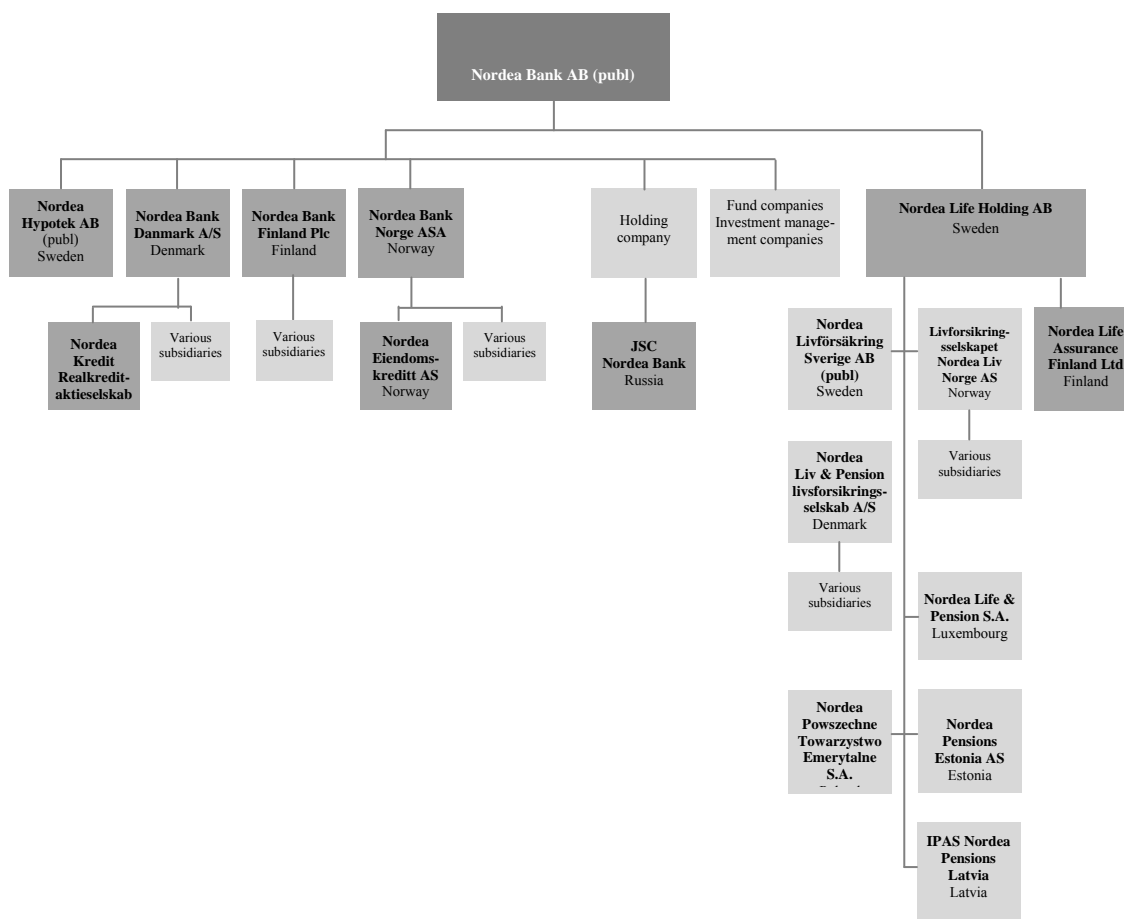 Nordea Bank AB (publ)
Nordea
Hypotek AB
(publ)
Sweden
Nordea Bank
Danmark A/S
Denmark
Nordea Bank
Finland Plc
Finland
Nordea Bank
Norge ASA
Norway
Holding
company
Fund companies
Investment manage-
ment companies
Nordea Life Holding AB
Sweden
Nordea
Kredit
Realkredit-
aktieselskab
Various
subsidiaries
Various
subsidiaries
Nordea
Eiendoms-
kreditt AS
Norway
Various
subsidiaries
JSC
Nordea Bank
Russia
Nordea
Livförsäkring
Sverige AB
(publ)
Sweden
Livforsikring-
sselskapet
Nordea Liv
Norge AS
Norway
Nordea Life
Assurance
Finland Ltd
Finland
Various
subsidiaries
Nordea
Liv & Pension
livsforsikrings-
selskab A/S
Denmark
Various
subsidiaries
Nordea Life &
Pension S.A.
Luxembourg
Nordea
Powszechne
Towarzystwo
Emerytalne
S.A.
Nordea
Pensions
Estonia AS
Estonia
IPAS Nordea
Pensions
Latvia
Latvia